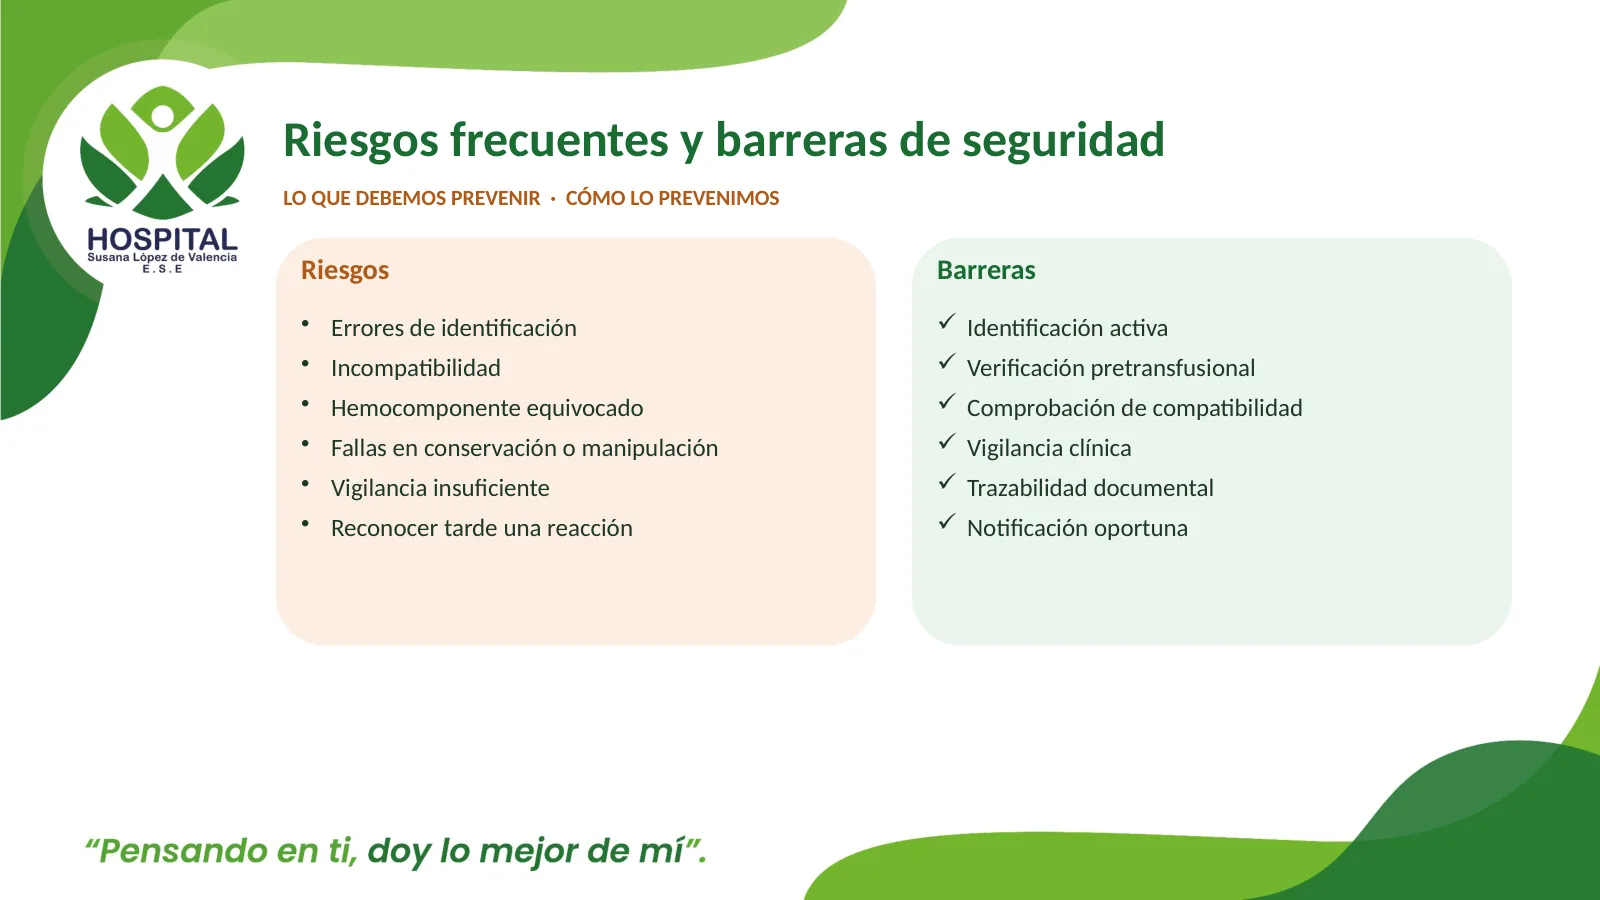 HOSPITAL
Susana López de Valencia
E.S.E
Riesgos frecuentes y barreras de seguridad
LO QUE DEBEMOS PREVENIR · CÓMO LO PREVENIMOS
Riesgos
• Errores de identificación
• Incompatibilidad
• Hemocomponente equivocado
• Fallas en conservación o manipulación
• Vigilancia insuficiente
• Reconocer tarde una reacción
Barreras
✓ Identificación activa
✓ Verificación pretransfusional
✓ Comprobación de compatibilidad
✓ Vigilancia clínica
✓ Trazabilidad documental
✓ Notificación oportuna
“Pensando en ti, doy lo mejor de mí”.